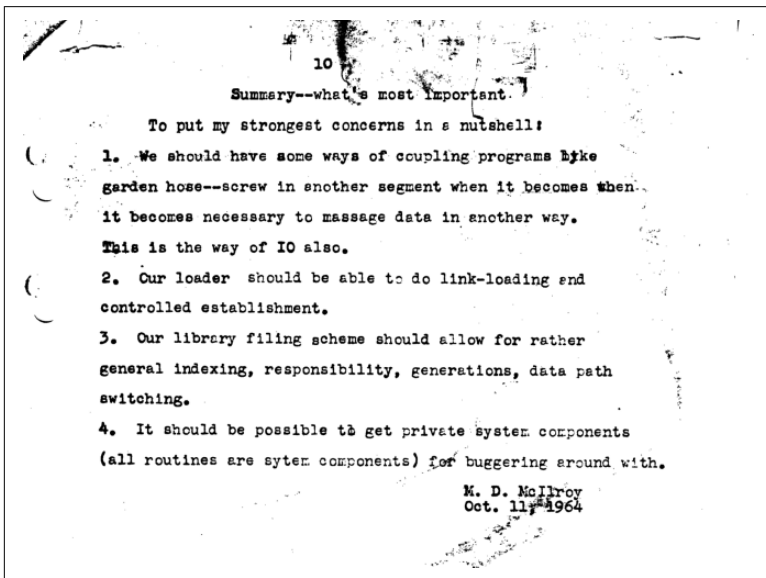 10
Summary--what's most important.
To put my strongest concerns in a nutshell:
1. We should have some ways of coupling programs like
garden hose--screw in another segment when it becomes when
it becomes necessary to massage data in another way.
This is the way of IO also.
2. Our loader should be able to do link-loading and
controlled establishment.
3. Our library filing scheme should allow for rather
general indexing, responsibility, generations, data path
switching.
4. It should be possible to get private system components
(all routines are sytem components) for buggering around with.
M. D. McIlroy
Oct. 11, 1964